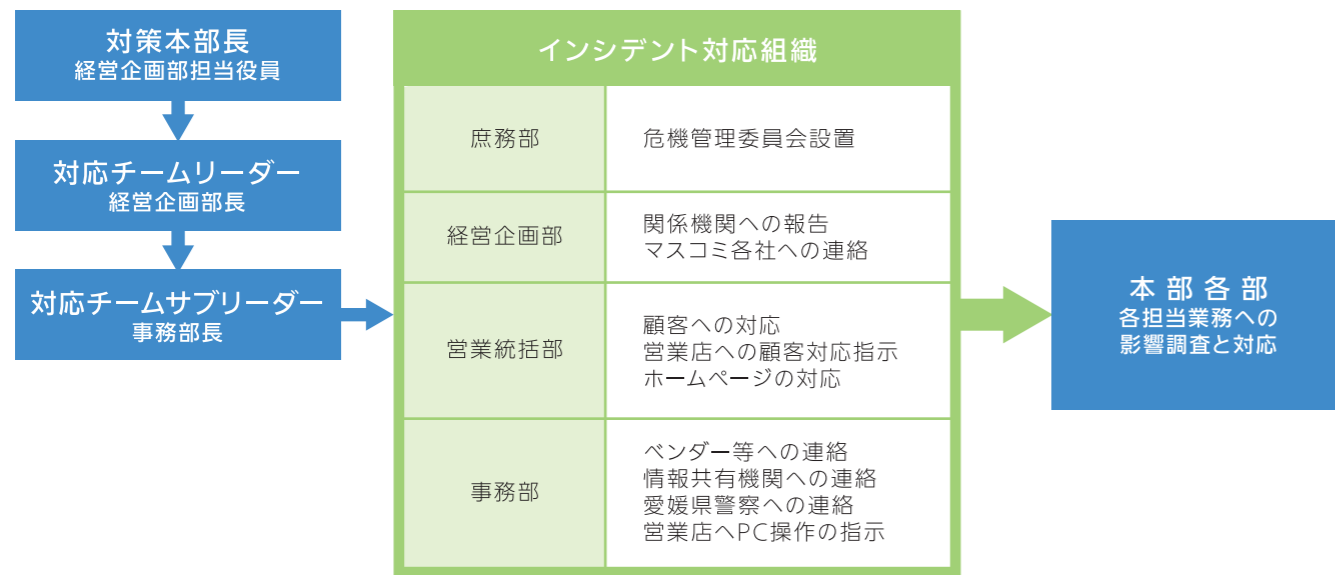 対策本部長
経営企画部担当役員
対応チームリーダー
経営企画部長
対応チームサブリーダー
事務部長
インシデント対応組織
庶務部
危機管理委員会設置
経営企画部
関係機関への報告
マスコミ各社への連絡
営業統括部
顧客への対応
営業店への顧客対応指示
ホームページの対応
事務部
ベンダー等への連絡
情報共有機関への連絡
愛媛県警察への連絡
営業店へPC操作の指示
本部各部
各担当業務への
影響調査と対応